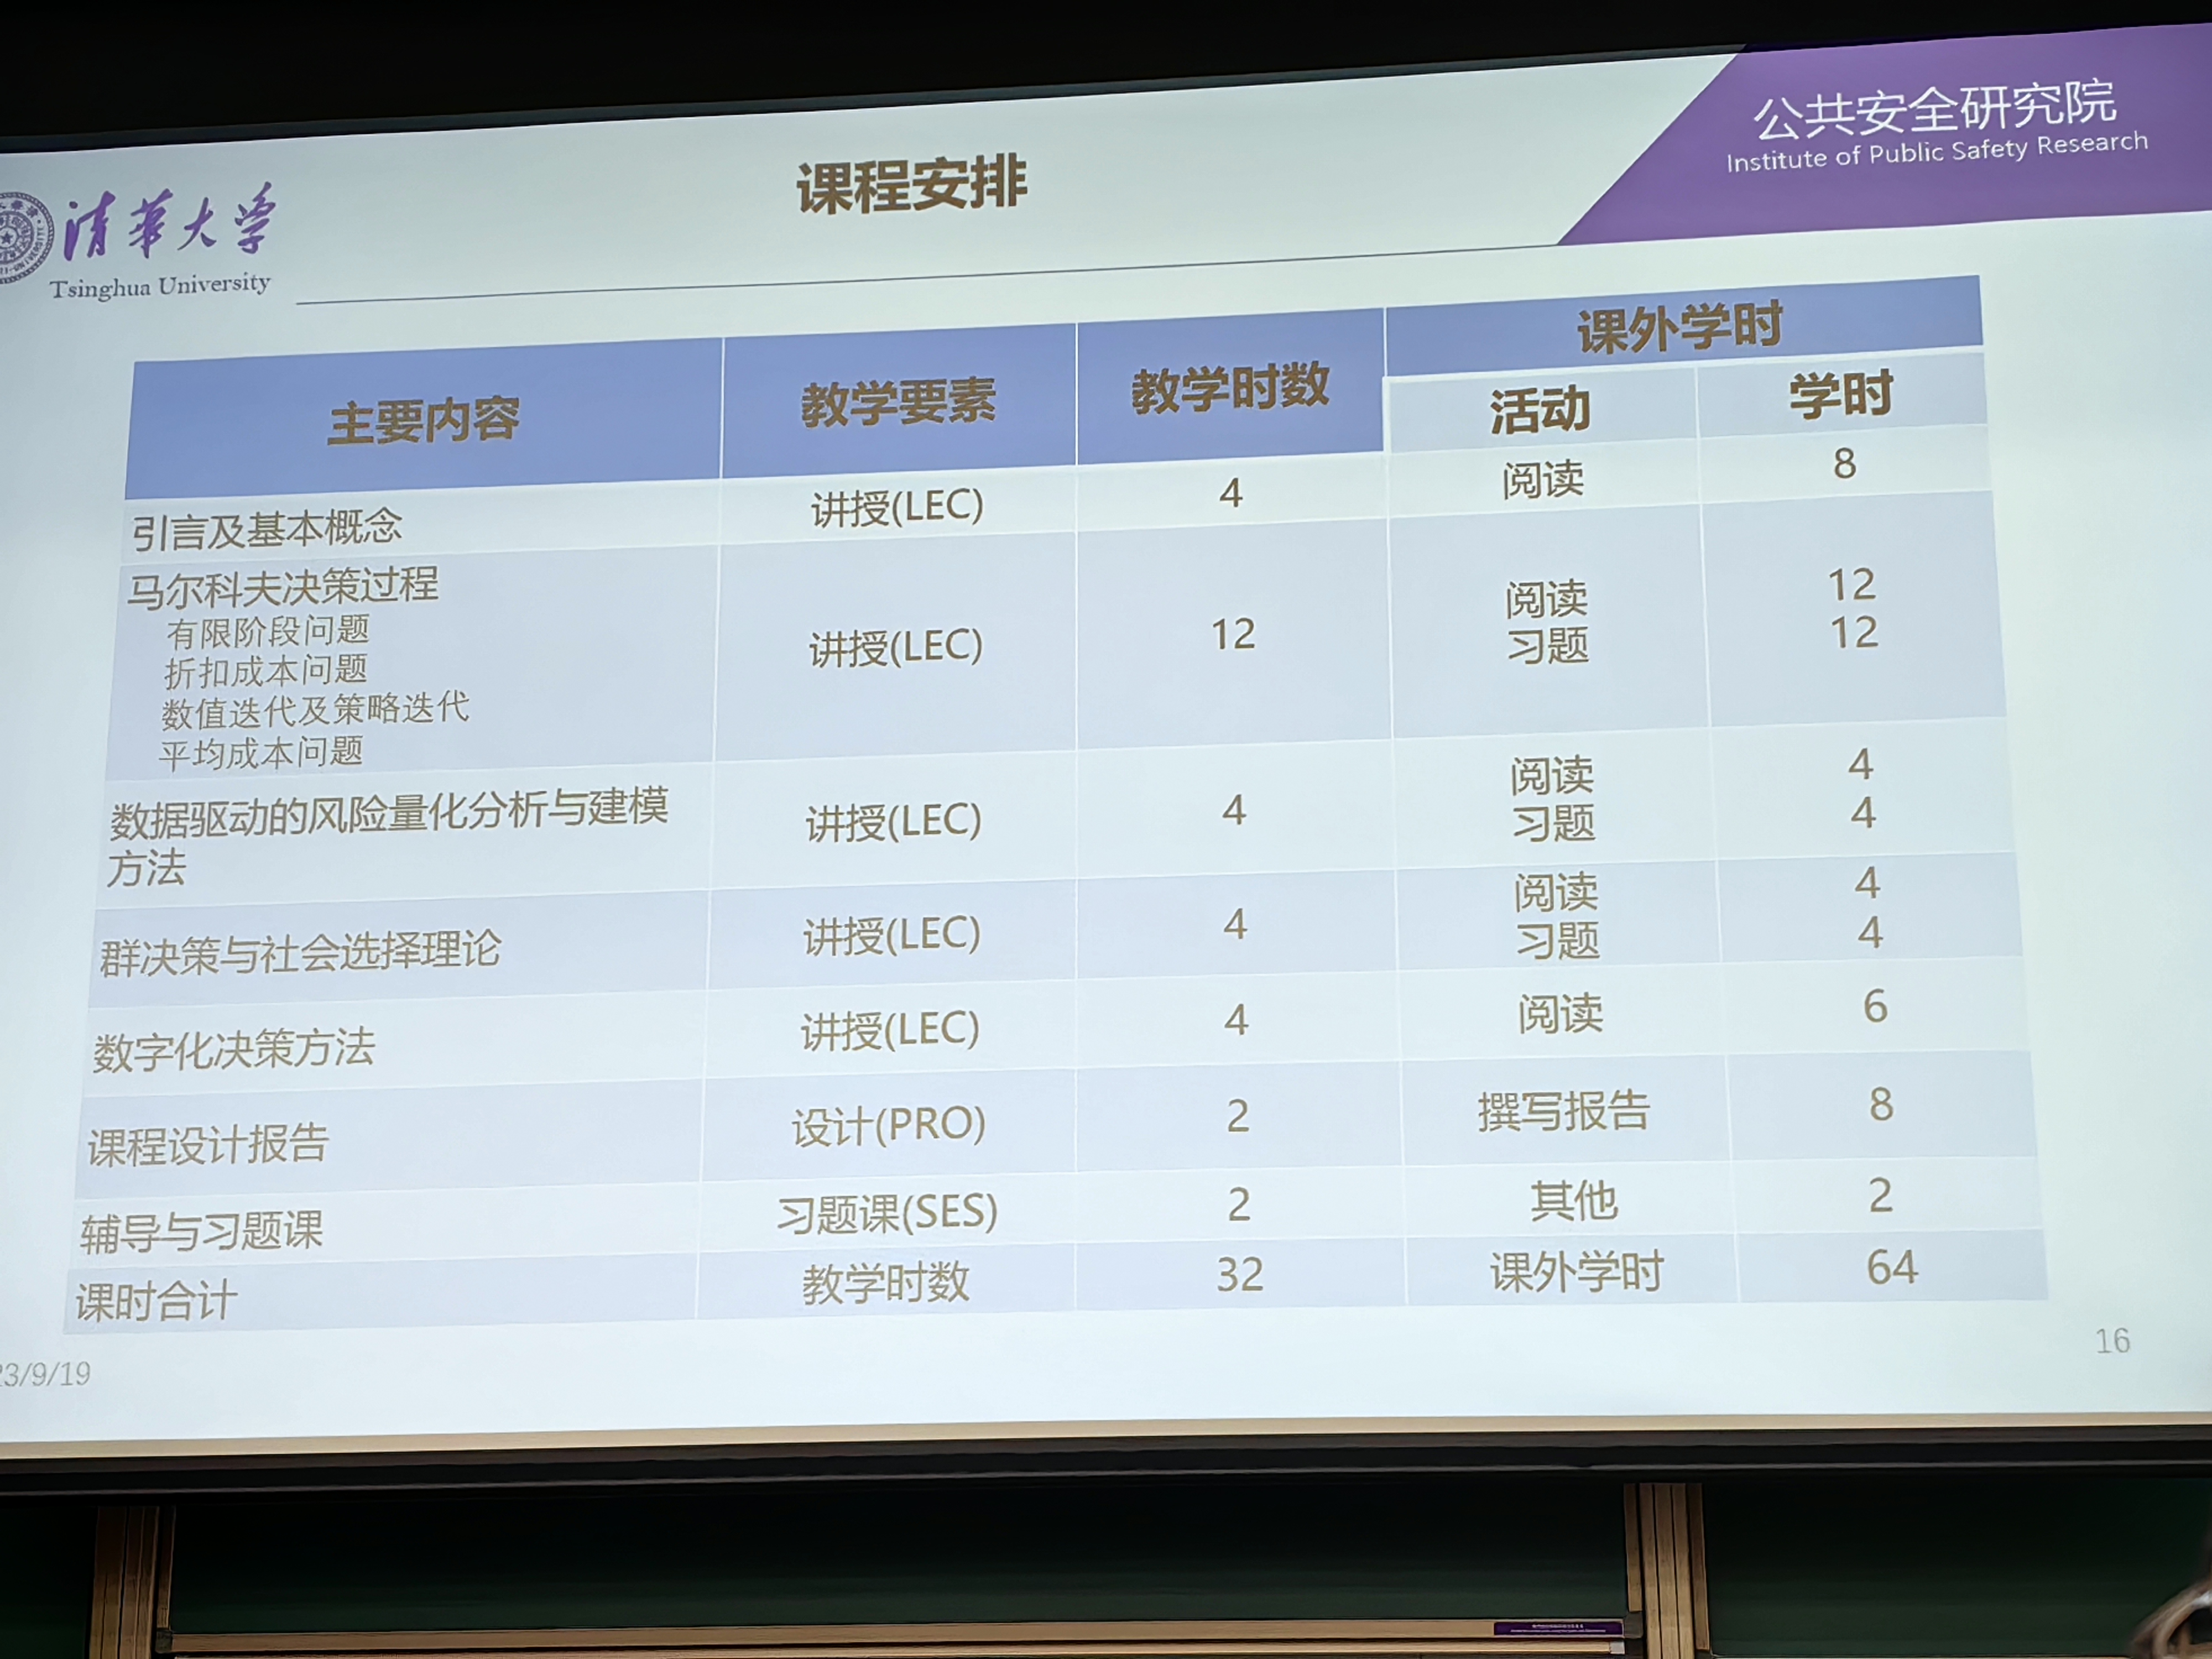 公共安全研究院
Institute of Public Safety Research
课程安排
清华大学
Tsinghua University
主要内容 教学要素 教学时数 课外学时
活动 学时
引言及基本概念 讲授(LEC) 4 阅读 8
马尔科夫决策过程
有限阶段问题
折扣成本问题
数值迭代及策略迭代
平均成本问题
讲授(LEC) 12
阅读 12
习题 12
数据驱动的风险量化分析与建模
方法
讲授(LEC) 4
阅读 4
习题 4
群决策与社会选择理论 讲授(LEC) 4
阅读 4
习题 4
数字化决策方法 讲授(LEC) 4 阅读 6
课程设计报告 设计(PRO) 2 撰写报告 8
辅导与习题课 习题课(SES) 2 其他 2
课时合计 教学时数 32 课外学时 64
23/9/19
16